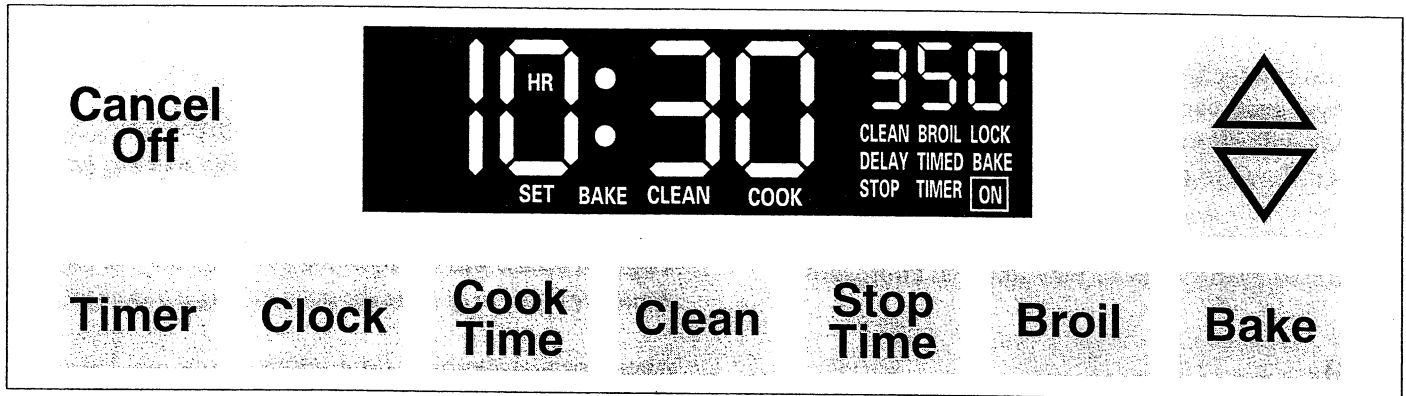 Cancel
Off
10:30
HR
350
CLEAN BROIL LOCK
DELAY TIMED BAKE
STOP TIMER ON
SET BAKE CLEAN COOK
Timer
Clock
Cook
Time
Clean
Stop
Time
Broil
Bake